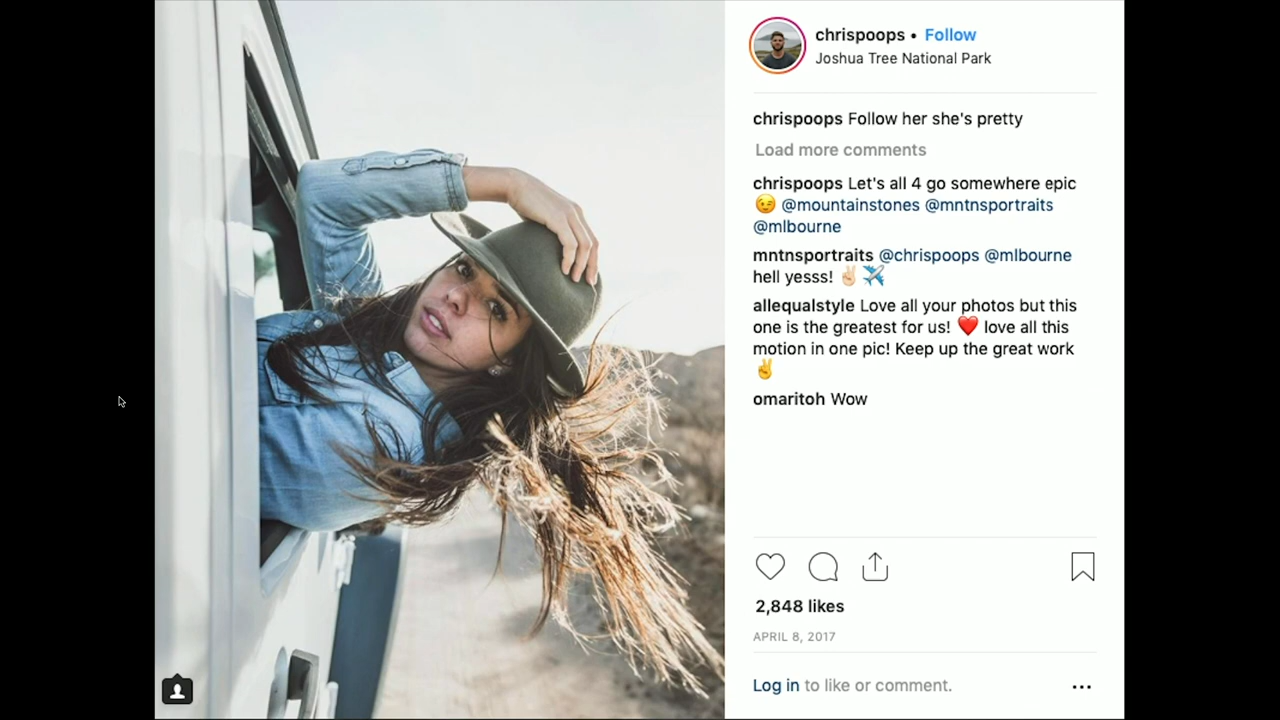 chrispoops • Follow
Joshua Tree National Park
chrispoops Follow her she's pretty
Load more comments
chrispoops Let's all 4 go somewhere epic
😉 @mountainstones @mntnsportraits
@mlbourne
mntnsportraits @chrispoops @mlbourne
hell yesss! ✌🏻✈️
allequalstyle Love all your photos but this
one is the greatest for us! ❤️ love all this
motion in one pic! Keep up the great work
✌️
omaritoh Wow
2,848 likes
APRIL 8, 2017
Log in to like or comment.